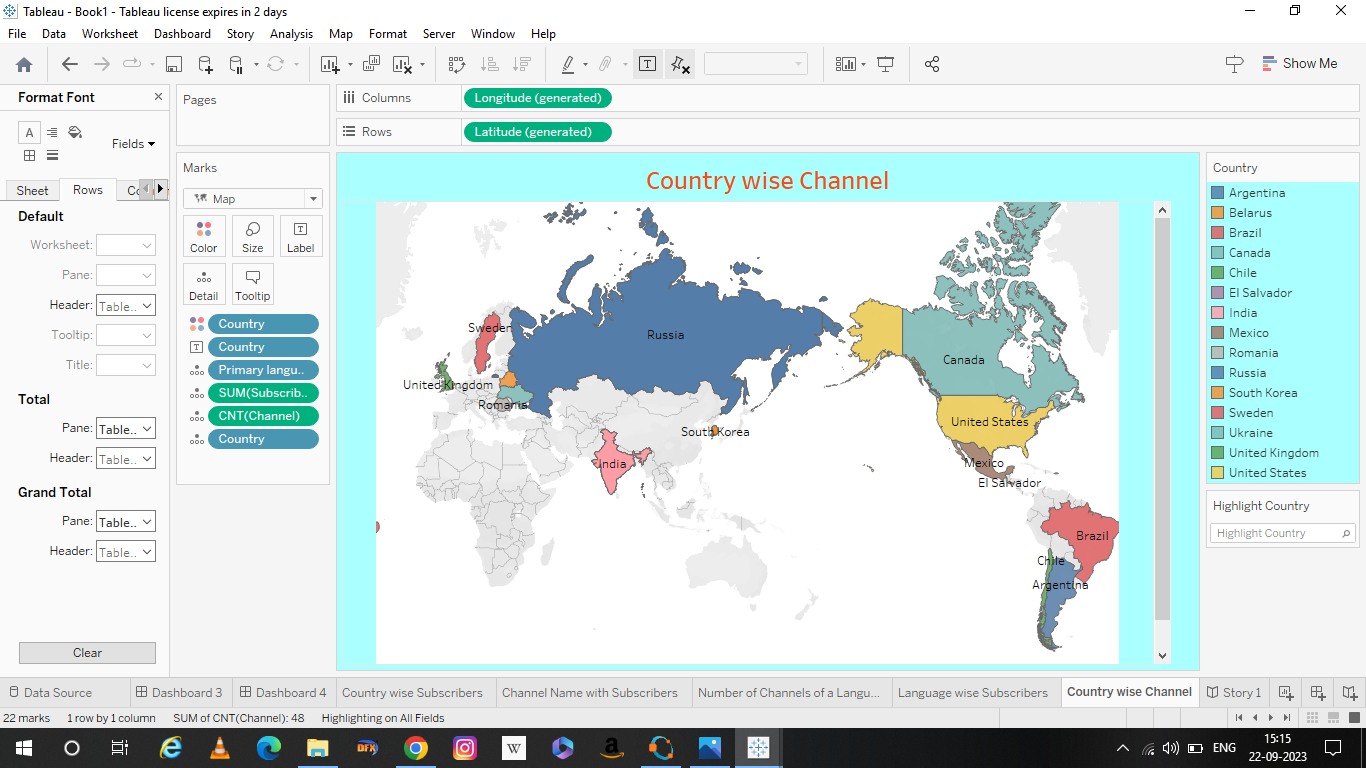 Tableau - Book1 - Tableau license expires in 2 days
File Data Worksheet Dashboard Story Analysis Map Format Server Window Help
Show Me
Format Font
Fields
Sheet Rows
Default
Worksheet:
Pane:
Header: Table..
Tooltip:
Title:
Total
Pane: Table..
Header: Table..
Grand Total
Pane: Table..
Header: Table..
Clear
Pages
Marks
Map
Color Size Label
Detail Tooltip
Country
Country
Primary langu..
SUM(Subscrib..
CNT(Channel)
Country
Columns Longitude (generated)
Rows Latitude (generated)
Country wise Channel
Sweden
Russia
United Kingdom
Romania
South Korea
India
Canada
United States
Mexico
El Salvador
Brazil
Chile
Argentina
Country
Argentina
Belarus
Brazil
Canada
Chile
El Salvador
India
Mexico
Romania
Russia
South Korea
Sweden
Ukraine
United Kingdom
United States
Highlight Country
Highlight Country
Data Source Dashboard 3 Dashboard 4 Country wise Subscribers Channel Name with Subscribers Number of Channels of a Langu... Language wise Subscribers Country wise Channel Story 1
22 marks 1 row by 1 column SUM of CNT(Channel): 48 Highlighting on All Fields
DFX W a ENG 15:15
22-09-2023